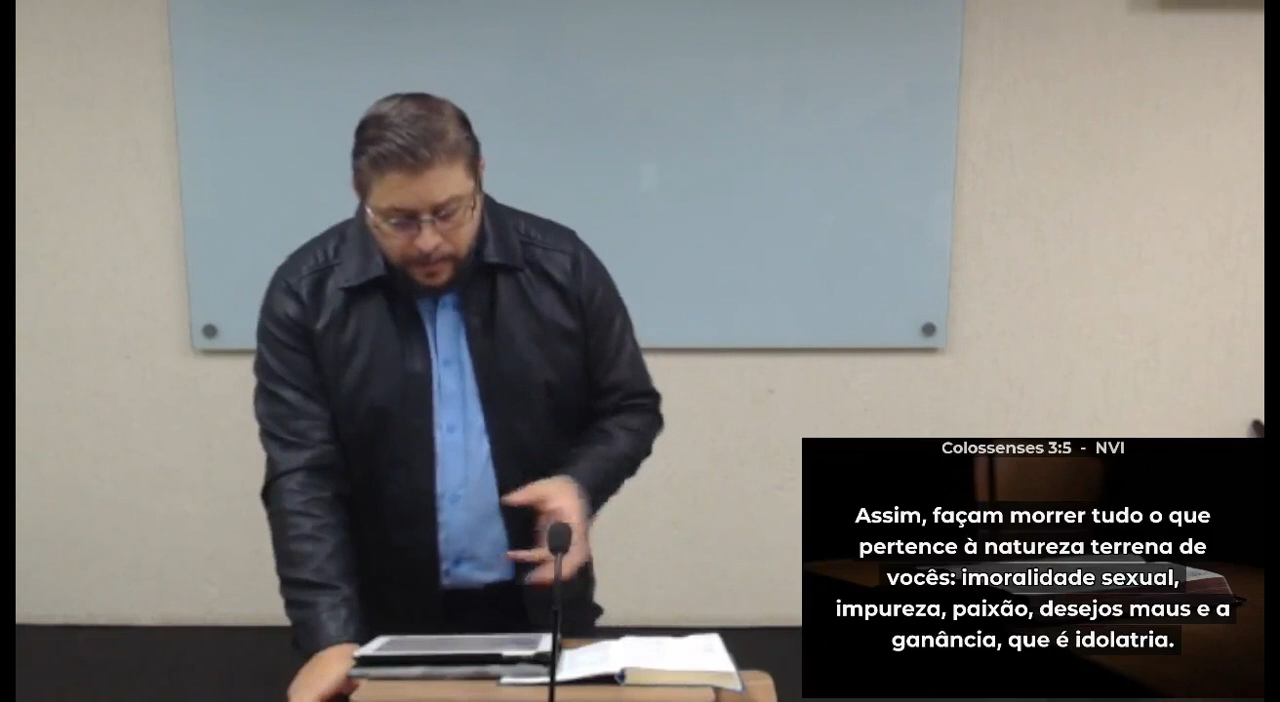 Colossenses 3:5 - NVI
Assim, façam morrer tudo o que
pertence à natureza terrena de
vocês: imoralidade sexual,
impureza, paixão, desejos maus e a
ganância, que é idolatria.